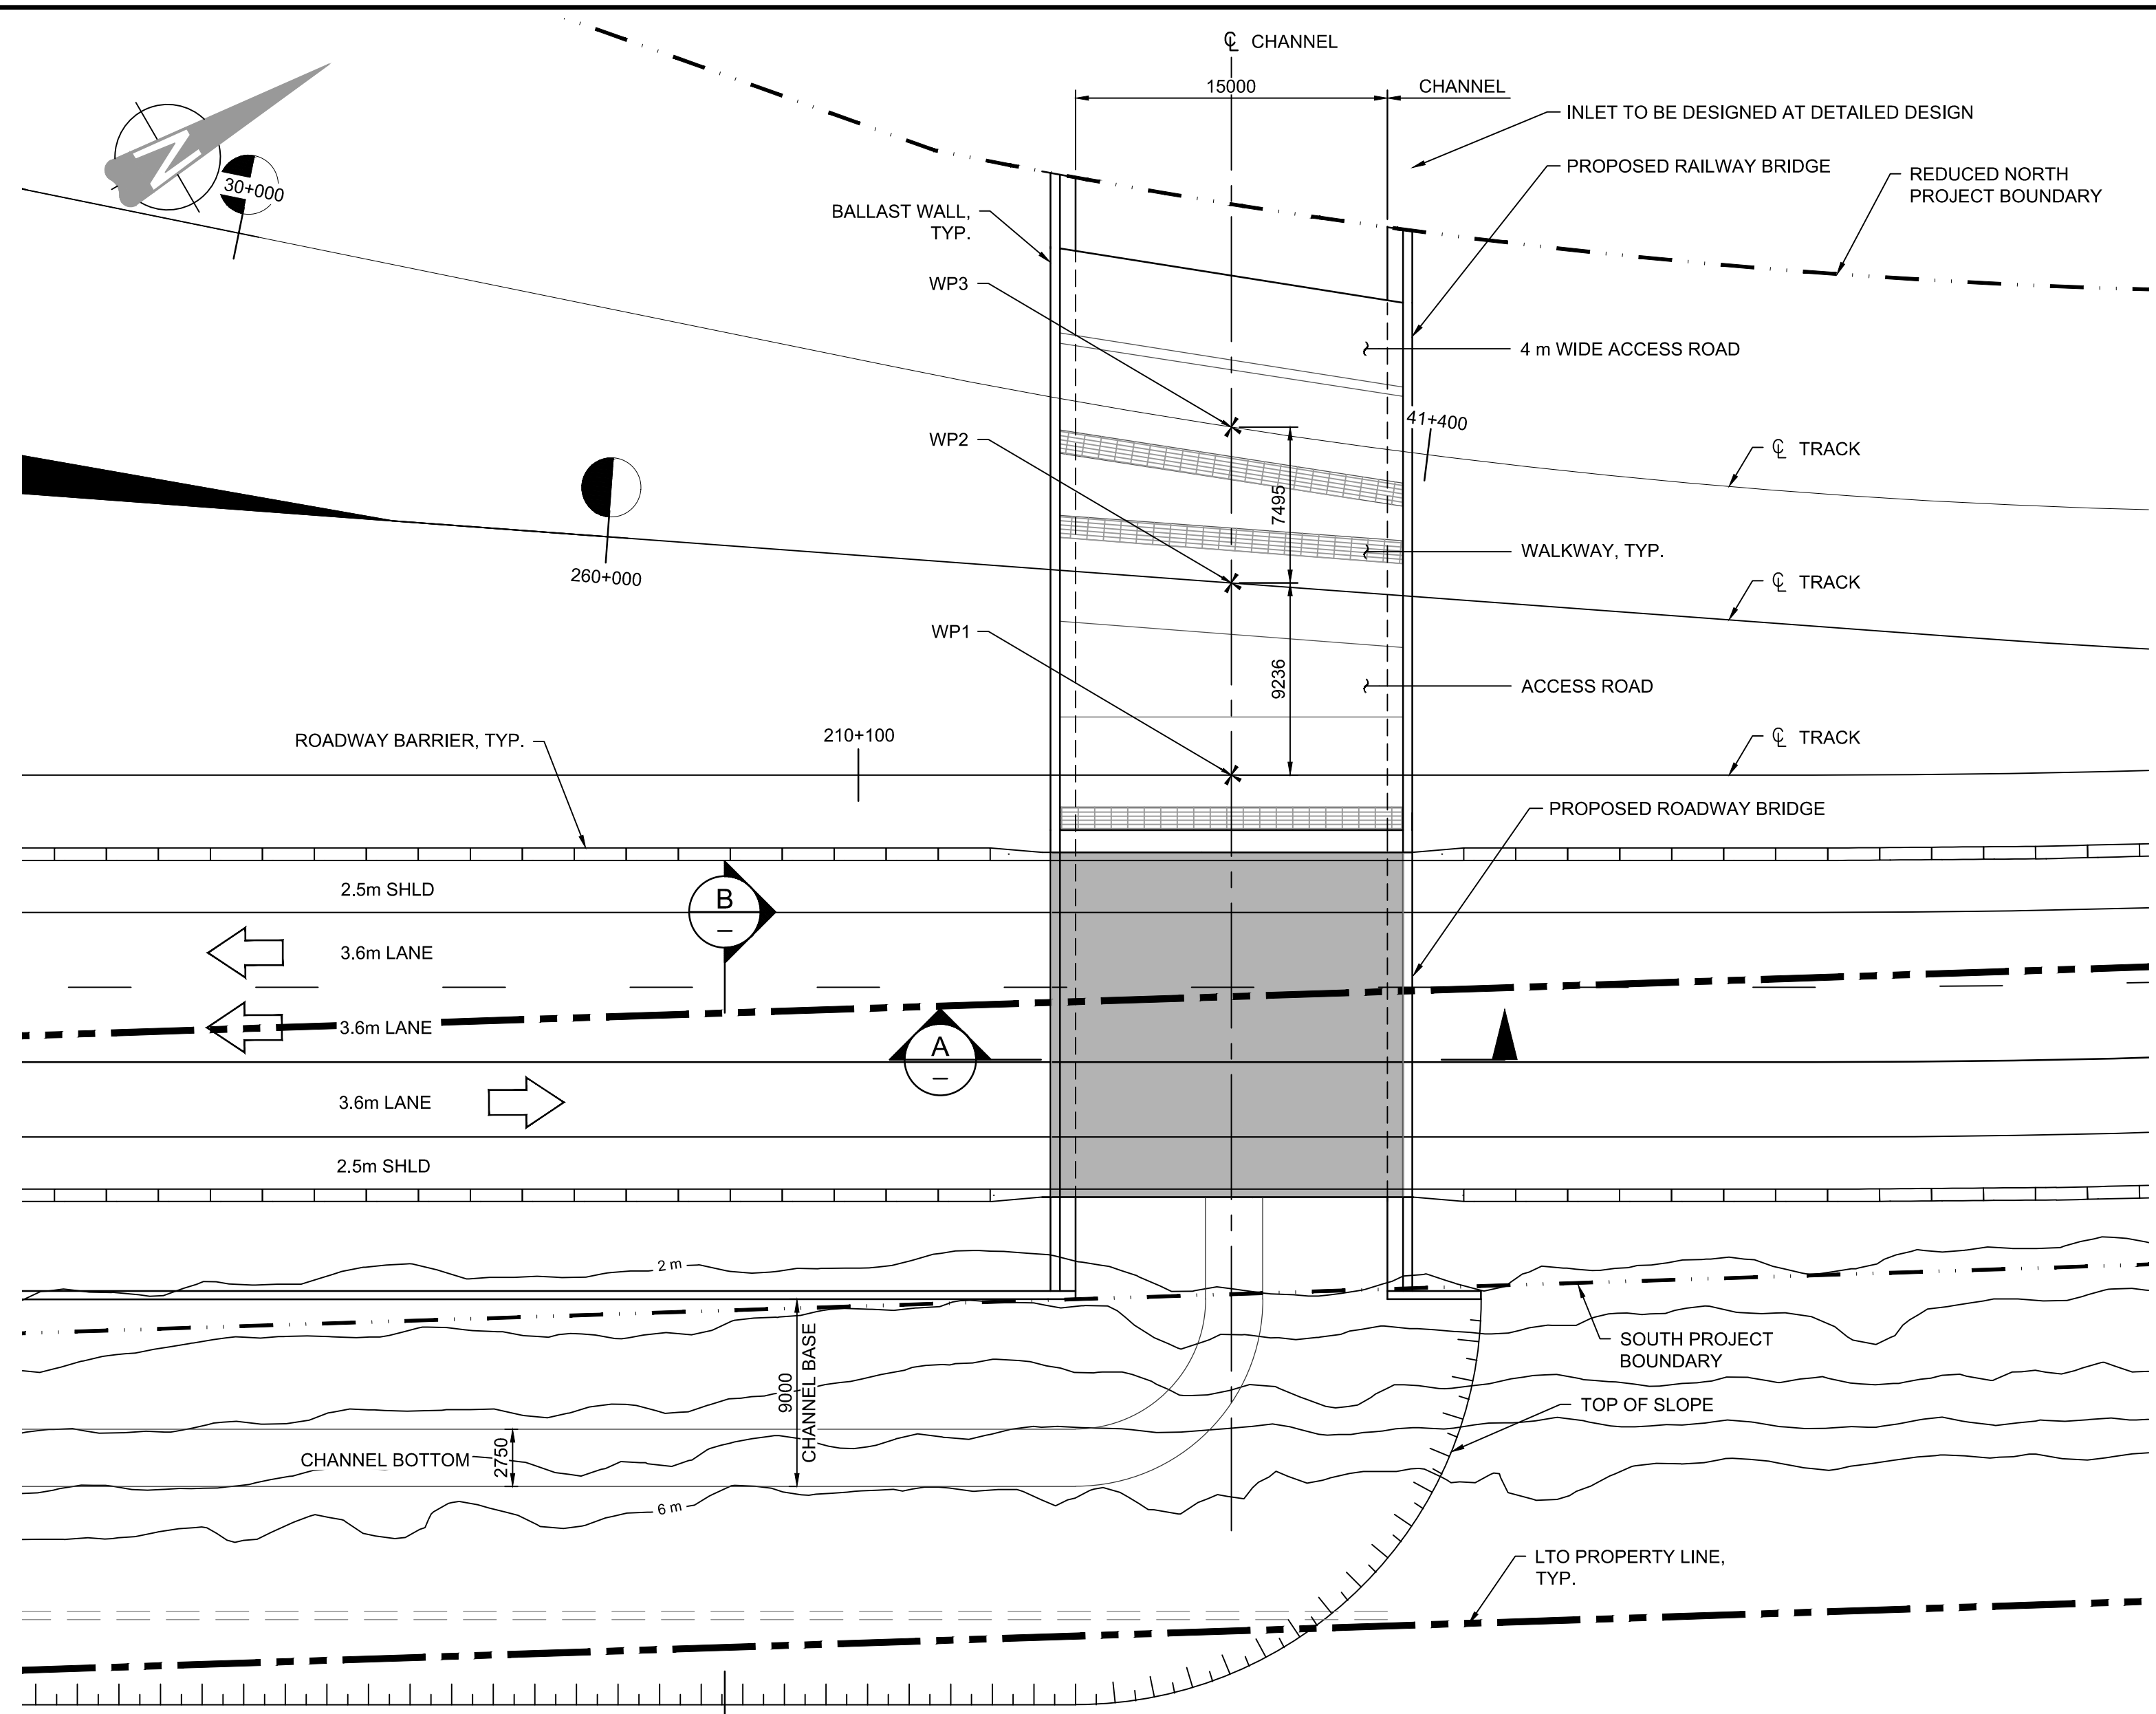 ℄ CHANNEL
15000
CHANNEL
INLET TO BE DESIGNED AT DETAILED DESIGN
PROPOSED RAILWAY BRIDGE
REDUCED NORTH
PROJECT BOUNDARY
N
30+000
BALLAST WALL,
TYP.
WP3
4 m WIDE ACCESS ROAD
41+400
WP2
℄ TRACK
7495
WALKWAY, TYP.
260+000
℄ TRACK
WP1
9236
ACCESS ROAD
ROADWAY BARRIER, TYP.
210+100
℄ TRACK
PROPOSED ROADWAY BRIDGE
2.5m SHLD
B
–
3.6m LANE
3.6m LANE
A
–
3.6m LANE
2.5m SHLD
2 m
SOUTH PROJECT
BOUNDARY
9000
CHANNEL BASE
TOP OF SLOPE
CHANNEL BOTTOM
2750
6 m
LTO PROPERTY LINE,
TYP.